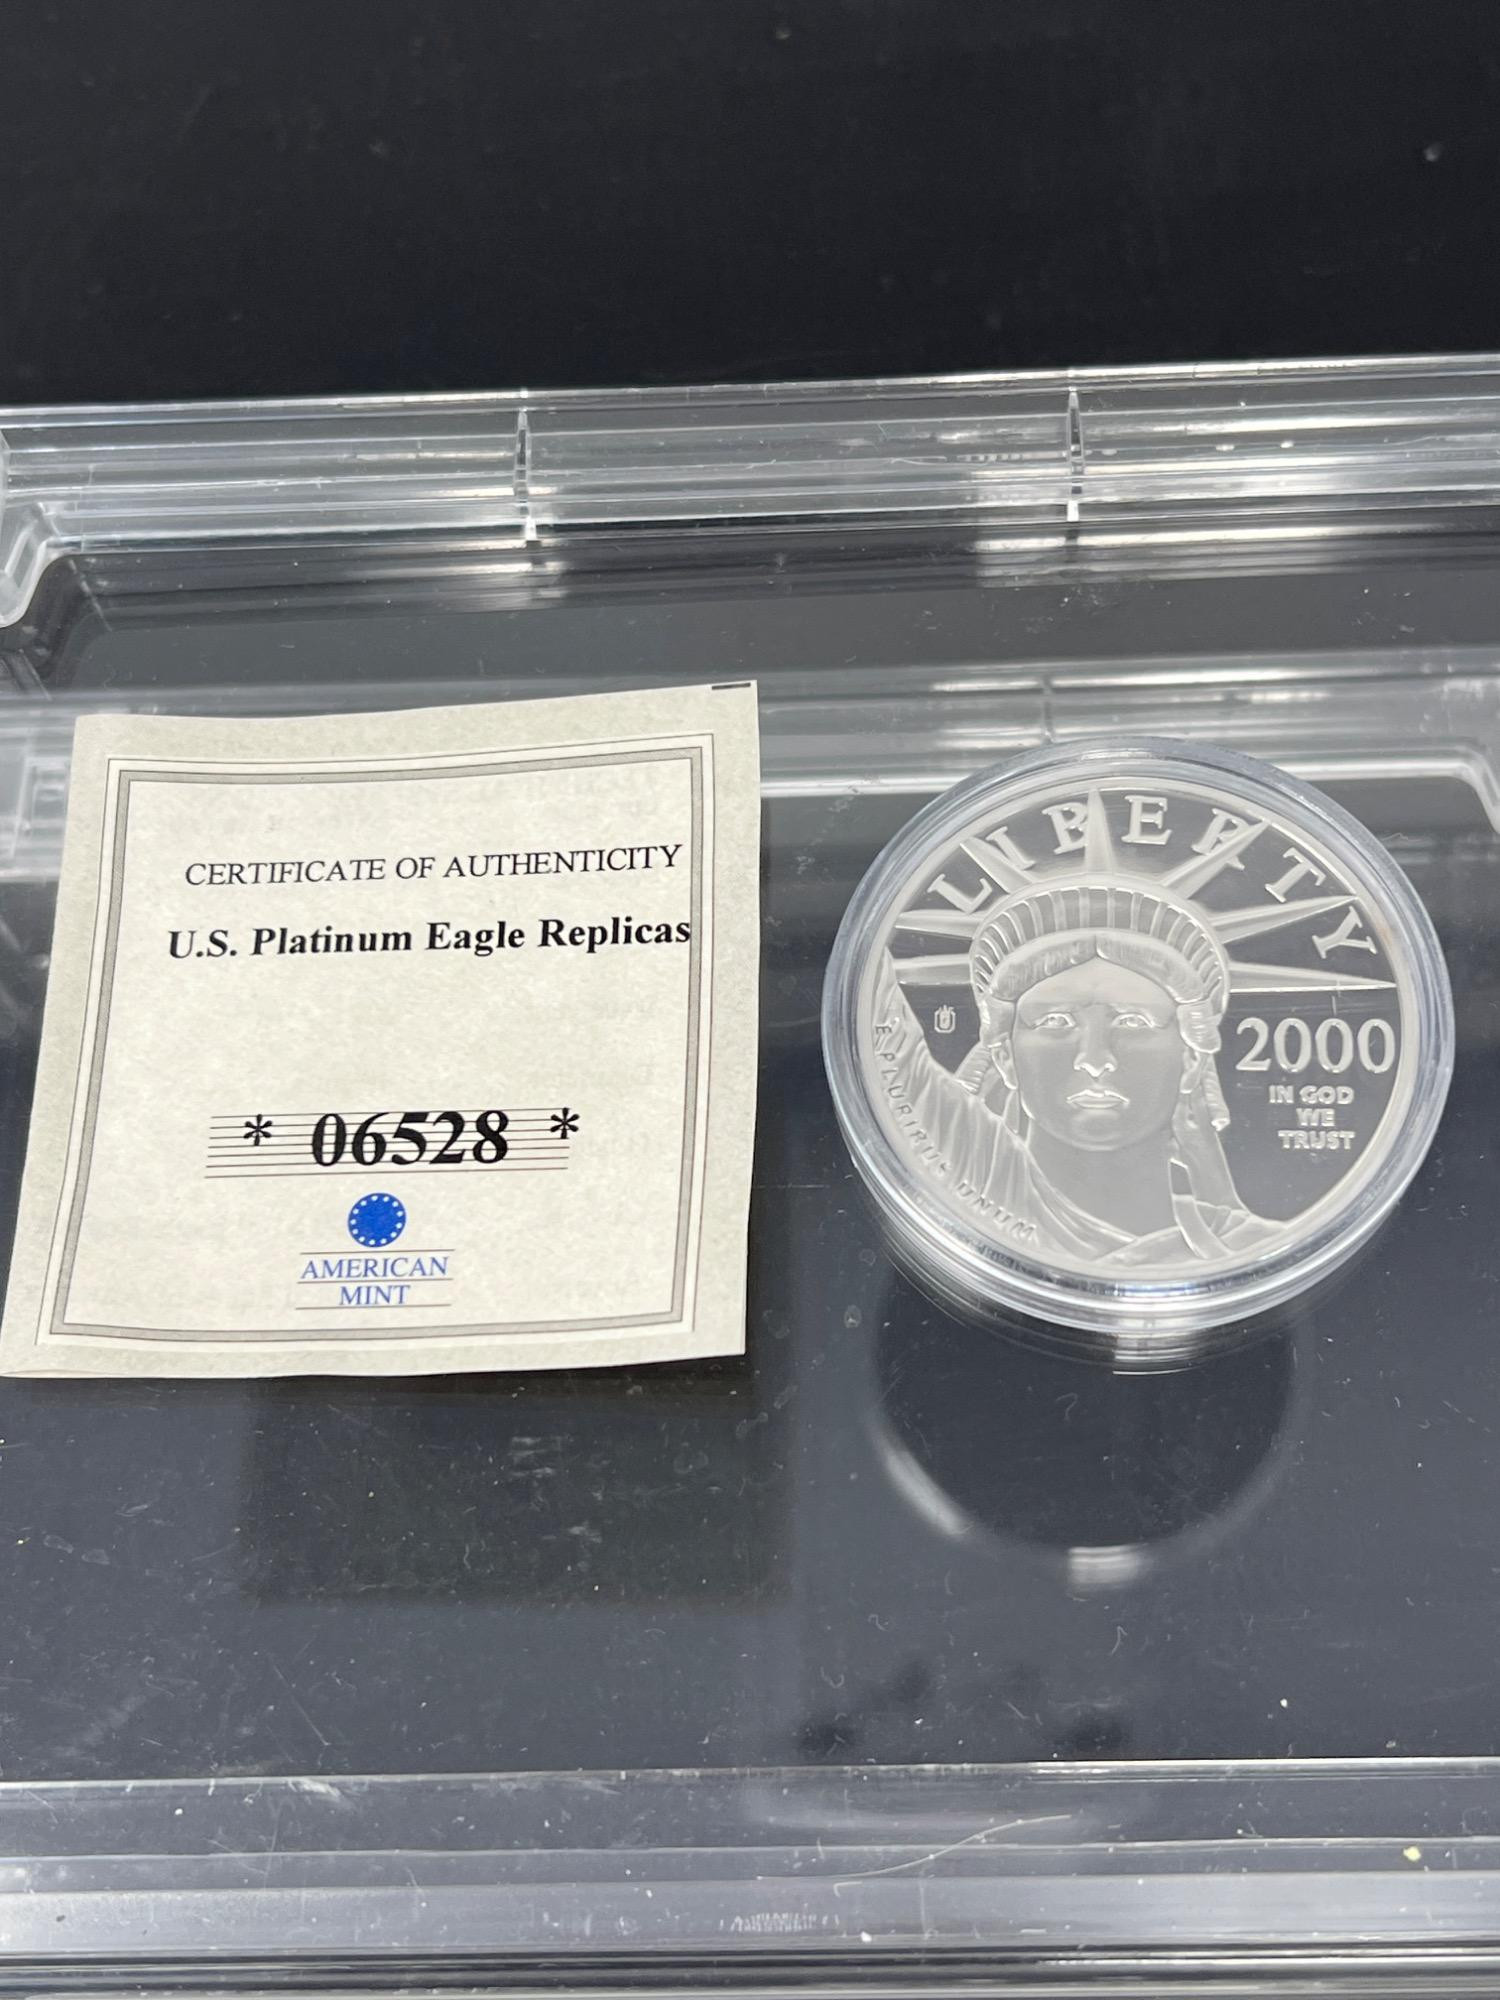 CERTIFICATE OF AUTHENTICITY
U.S. Platinum Eagle Replicas
* 06528 *
AMERICAN
MINT
LIBERTY
2000
IN GOD
WE
TRUST
E PLURIBUS UNUM